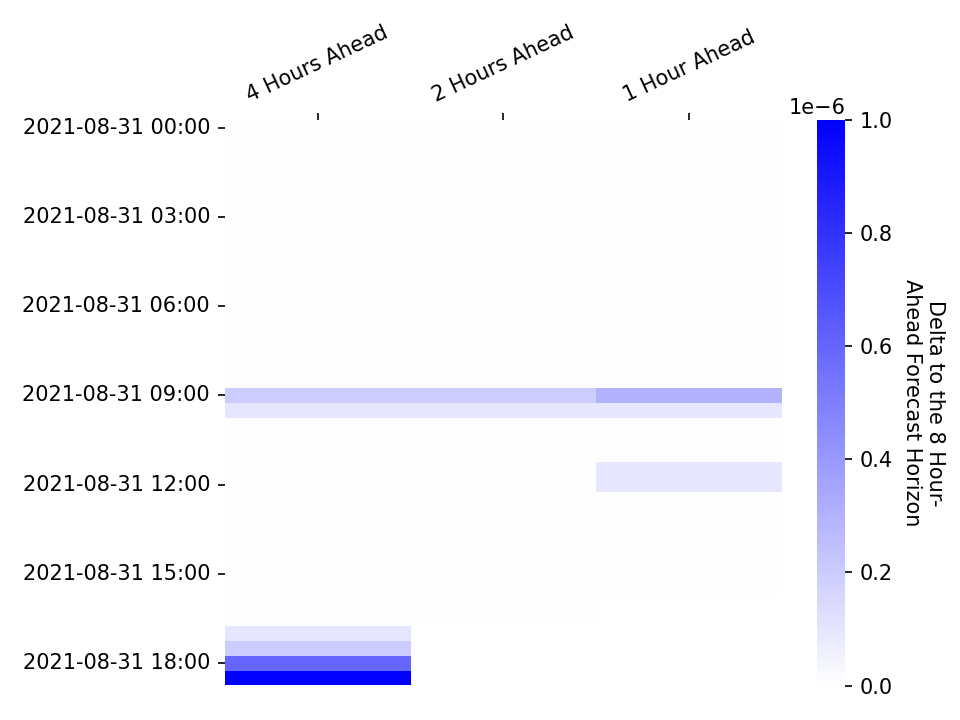 4 Hours Ahead
2 Hours Ahead
1 Hour Ahead
1e−6
2021-08-31 00:00
2021-08-31 03:00
2021-08-31 06:00
2021-08-31 09:00
2021-08-31 12:00
2021-08-31 15:00
2021-08-31 18:00
1.0
0.8
0.6
0.4
0.2
0.0
Delta to the 8 Hour-
Ahead Forecast Horizon